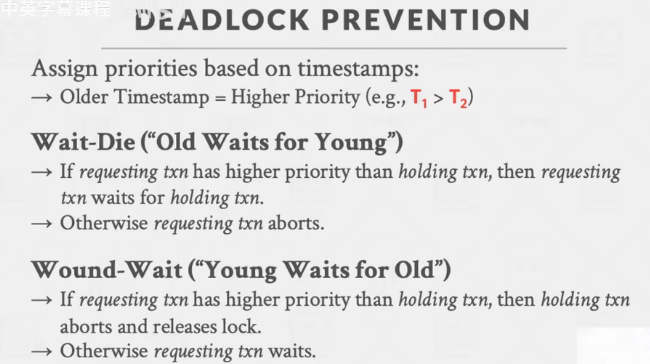 中英字幕课程
DEADLOCK PREVENTION
Assign priorities based on timestamps:
→ Older Timestamp = Higher Priority (e.g., T₁ > T₂)
Wait-Die (“Old Waits for Young”)
→ If requesting txn has higher priority than holding txn, then requesting
txn waits for holding txn.
→ Otherwise requesting txn aborts.
Wound-Wait (“Young Waits for Old”)
→ If requesting txn has higher priority than holding txn, then holding txn
aborts and releases lock.
→ Otherwise requesting txn waits.